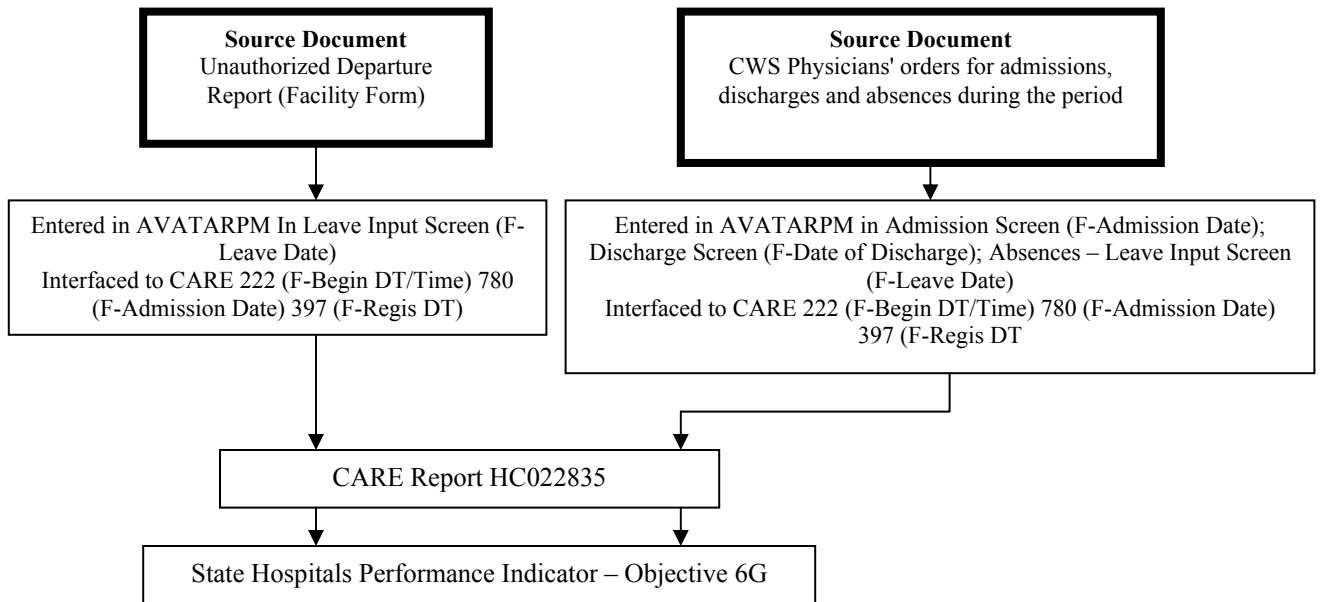 Source Document
Unauthorized Departure
Report (Facility Form)
Source Document
CWS Physicians' orders for admissions,
discharges and absences during the period
Entered in AVATARPM In Leave Input Screen (F-
Leave Date)
Interfaced to CARE 222 (F-Begin DT/Time) 780
(F-Admission Date) 397 (F-Regis DT)
Entered in AVATARPM in Admission Screen (F-Admission Date);
Discharge Screen (F-Date of Discharge); Absences – Leave Input Screen
(F-Leave Date)
Interfaced to CARE 222 (F-Begin DT/Time) 780 (F-Admission Date)
397 (F-Regis DT
CARE Report HC022835
State Hospitals Performance Indicator – Objective 6G